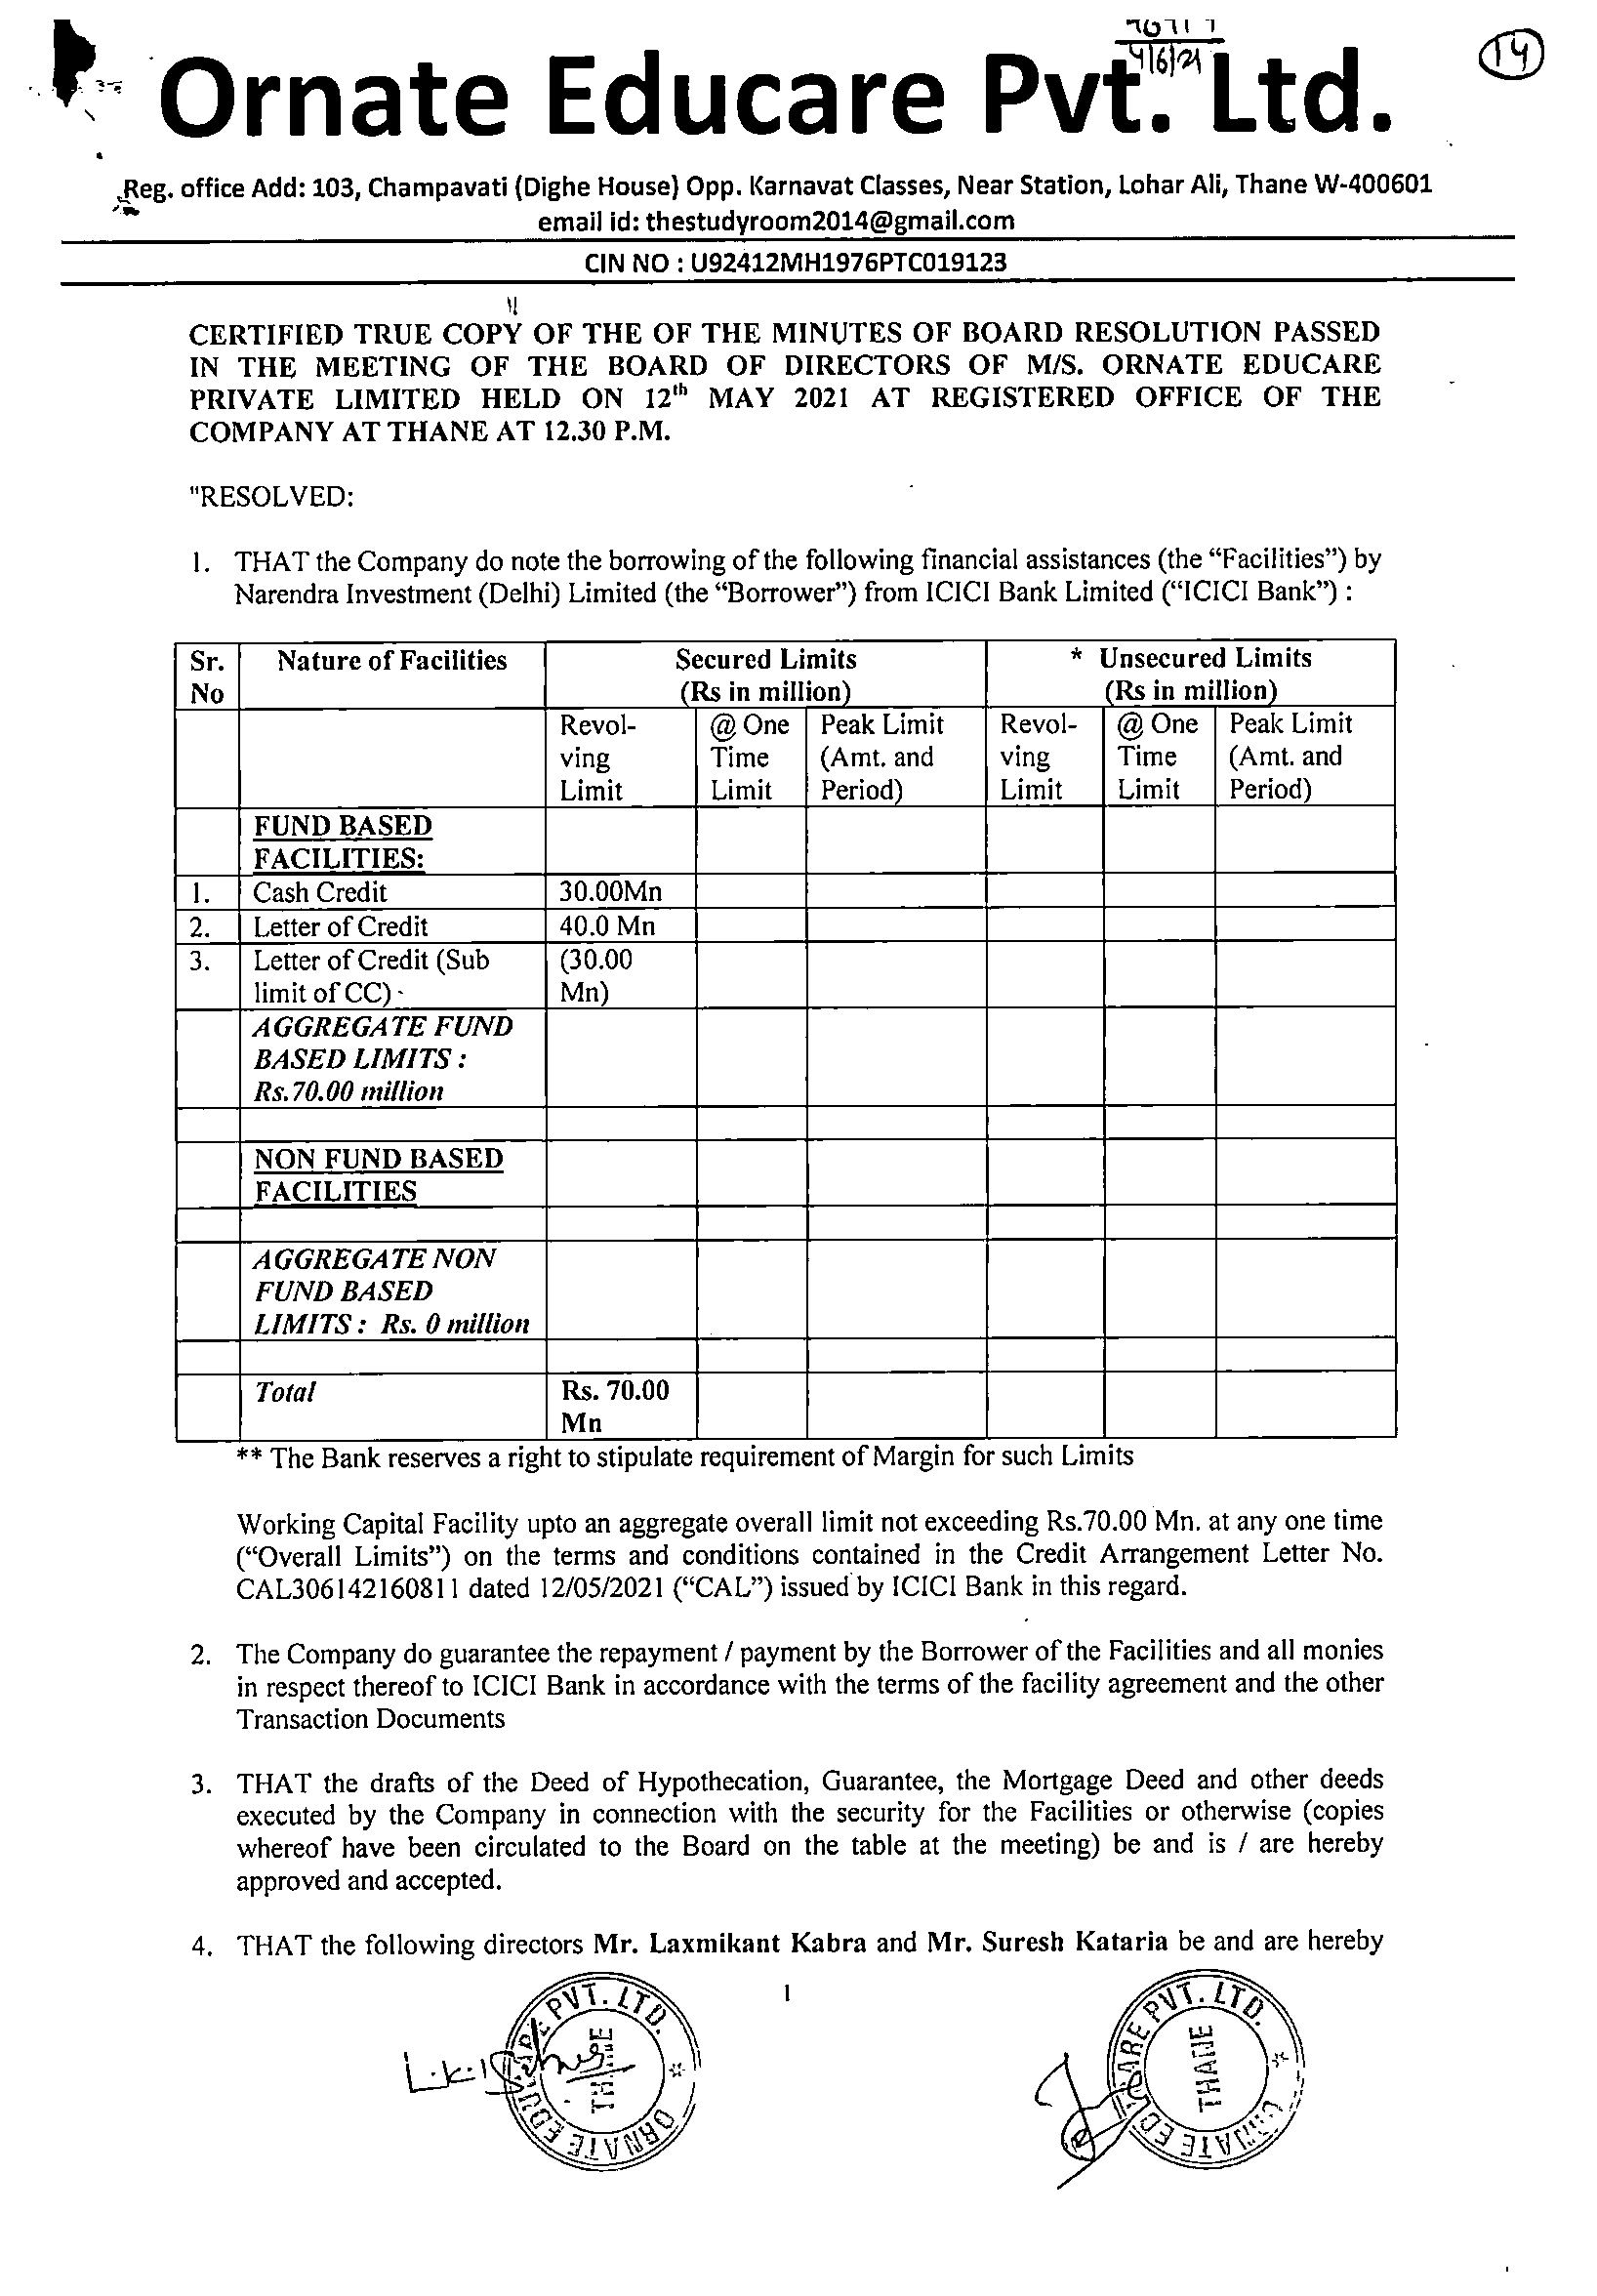 4/6/21
14
Ornate Educare Pvt. Ltd.
Reg. office Add: 103, Champavati (Dighe House) Opp. Karnavat Classes, Near Station, Lohar Ali, Thane W-400601
email id: thestudyroom2014@gmail.com
CIN NO : U92412MH1976PTC019123
CERTIFIED TRUE COPY OF THE OF THE MINUTES OF BOARD RESOLUTION PASSED
IN THE MEETING OF THE BOARD OF DIRECTORS OF M/S. ORNATE EDUCARE
PRIVATE LIMITED HELD ON 12th MAY 2021 AT REGISTERED OFFICE OF THE
COMPANY AT THANE AT 12.30 P.M.
"RESOLVED:
1. THAT the Company do note the borrowing of the following financial assistances (the “Facilities”) by
Narendra Investment (Delhi) Limited (the “Borrower”) from ICICI Bank Limited (“ICICI Bank”) :
Sr. Nature of Facilities Secured Limits * Unsecured Limits
No (Rs in million) (Rs in million)
Revol- @ One Peak Limit Revol- @ One Peak Limit
ving Time (Amt. and ving Time (Amt. and
Limit Limit Period) Limit Limit Period)
FUND BASED
FACILITIES:
1. Cash Credit 30.00Mn
2. Letter of Credit 40.0 Mn
3. Letter of Credit (Sub (30.00
limit of CC) Mn)
AGGREGATE FUND
BASED LIMITS :
Rs.70.00 million
NON FUND BASED
FACILITIES
AGGREGATE NON
FUND BASED
LIMITS : Rs. 0 million
Total Rs. 70.00
Mn
** The Bank reserves a right to stipulate requirement of Margin for such Limits
Working Capital Facility upto an aggregate overall limit not exceeding Rs.70.00 Mn. at any one time
(“Overall Limits”) on the terms and conditions contained in the Credit Arrangement Letter No.
CAL306142160811 dated 12/05/2021 (“CAL”) issued by ICICI Bank in this regard.
2. The Company do guarantee the repayment / payment by the Borrower of the Facilities and all monies
in respect thereof to ICICI Bank in accordance with the terms of the facility agreement and the other
Transaction Documents
3. THAT the drafts of the Deed of Hypothecation, Guarantee, the Mortgage Deed and other deeds
executed by the Company in connection with the security for the Facilities or otherwise (copies
whereof have been circulated to the Board on the table at the meeting) be and is / are hereby
approved and accepted.
4. THAT the following directors Mr. Laxmikant Kabra and Mr. Suresh Kataria be and are hereby
1
ORNATE EDUCARE PVT. LTD. *
THANE
ORNATE EDUCARE PVT. LTD. *
THANE